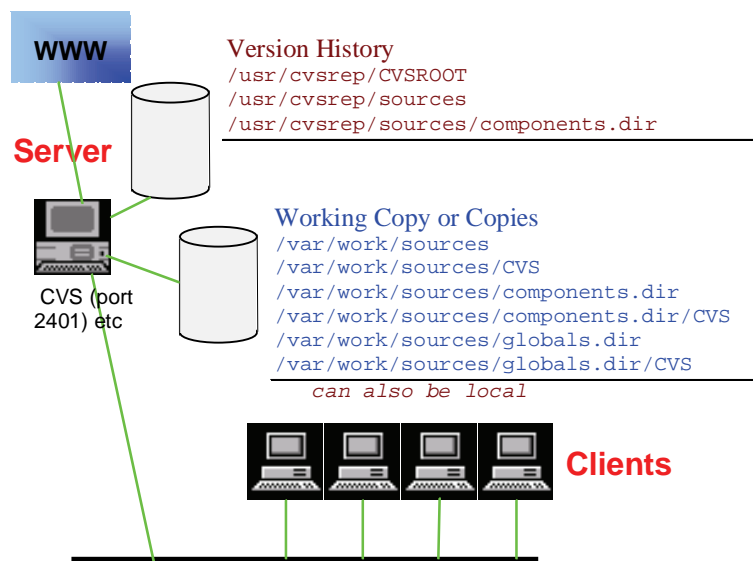 WWW
Version History
/usr/cvsrep/CVSROOT
/usr/cvsrep/sources
/usr/cvsrep/sources/components.dir
Server
Working Copy or Copies
/var/work/sources
/var/work/sources/CVS
/var/work/sources/components.dir
/var/work/sources/components.dir/CVS
/var/work/sources/globals.dir
/var/work/sources/globals.dir/CVS
can also be local
CVS (port
2401) etc
Clients